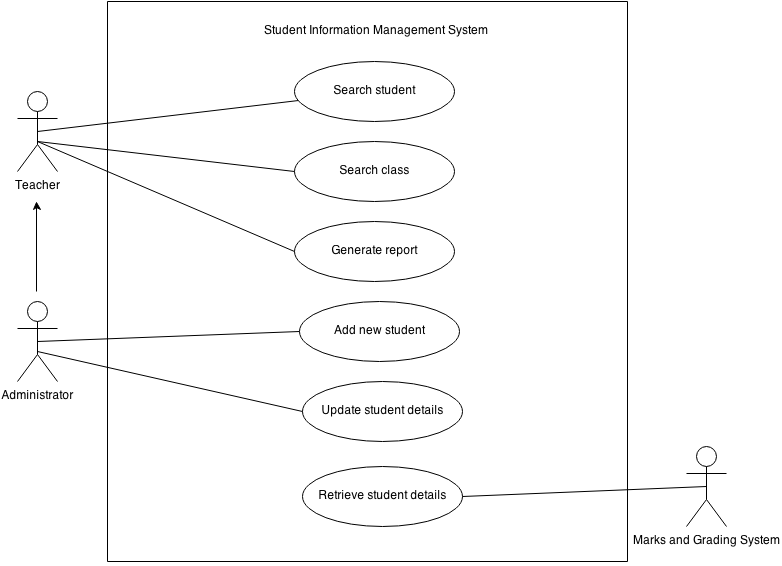 Student Information Management System
Search student
Teacher
Search class
Generate report
Administrator
Add new student
Update student details
Retrieve student details
Marks and Grading System